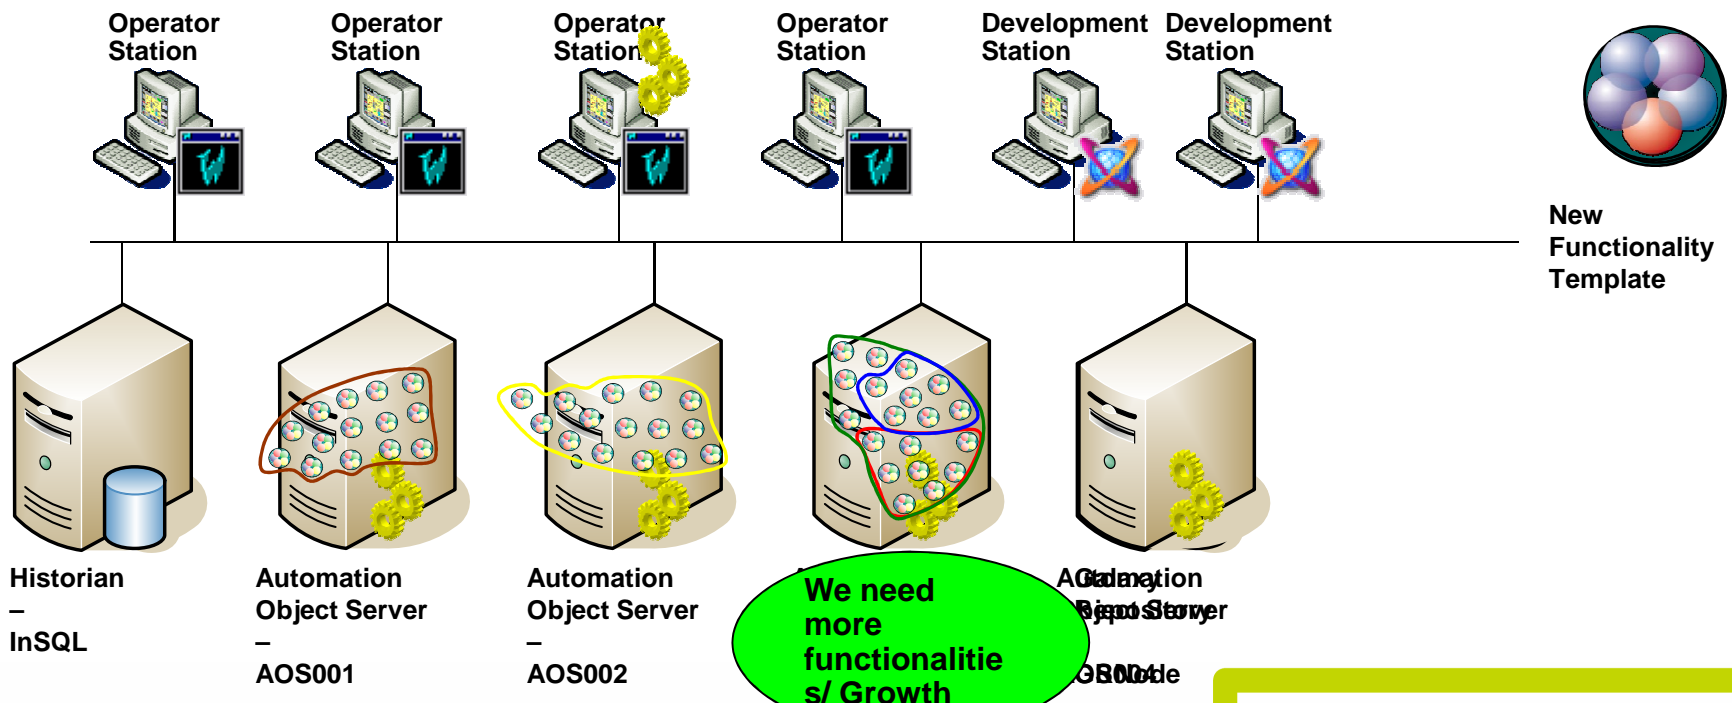 Operator
Station
Operator
Station
Operator
Station
Operator
Station
Development
Station
Development
Station
New
Functionality
Template
Historian
–
InSQL
Automation
Object Server
–
AOS001
Automation
Object Server
–
AOS002
We need
more
functionalitie
s/ Growth